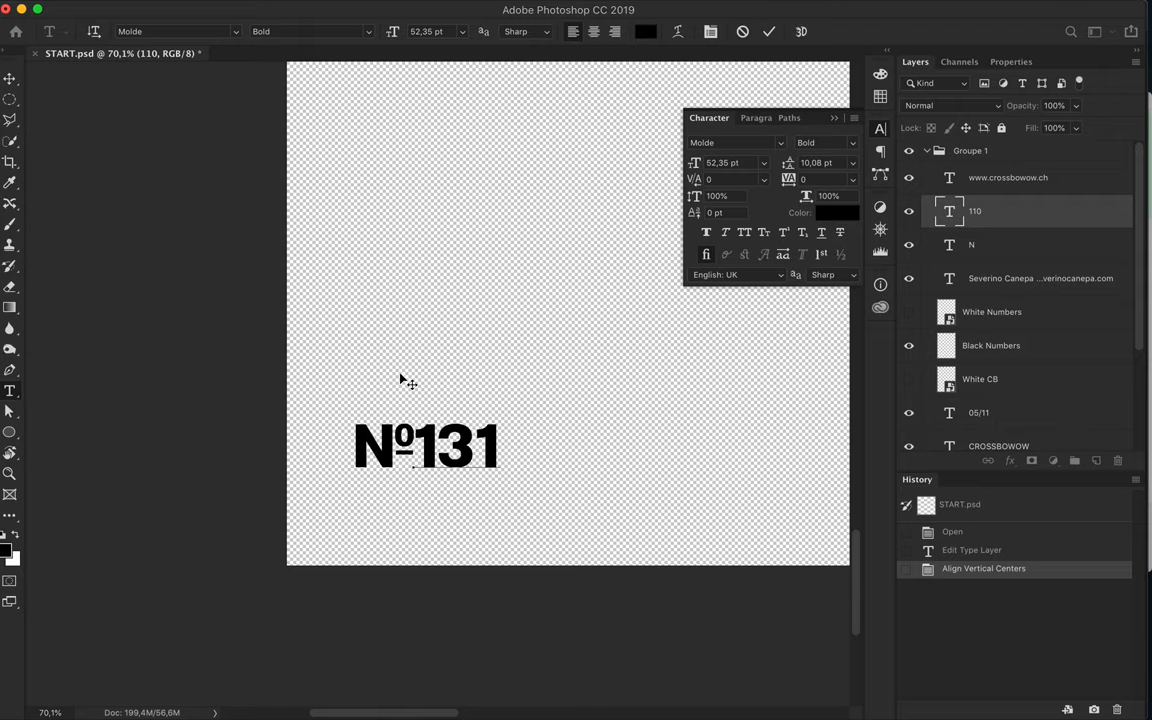 Adobe Photoshop CC 2019
Molde
Bold
52,35 pt
Sharp
3D
START.psd @ 70,1% (110, RGB/8) *
Character
Paragra
Paths
Molde
Bold
52,35 pt
10,08 pt
0
0
100%
100%
0 pt
Color:
English: UK
Sharp
Nº131
Layers
Channels
Properties
Kind
Normal
Opacity: 100%
Lock:
Fill: 100%
Groupe 1
www.crossbowow.ch
110
N
Severino Canepa ...verinocanepa.com
White Numbers
Black Numbers
White CB
05/11
CROSSBOWOW
History
START.psd
Open
Edit Type Layer
Align Vertical Centers
70,1%
Doc: 199,4M/56,6M